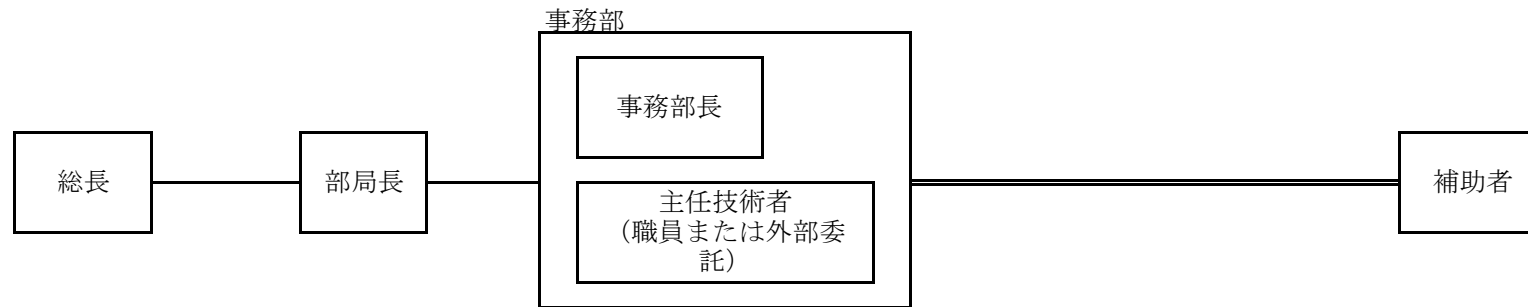 事務部
事務部長
総長
部局長
主任技術者
（職員または外部委
託）
補助者